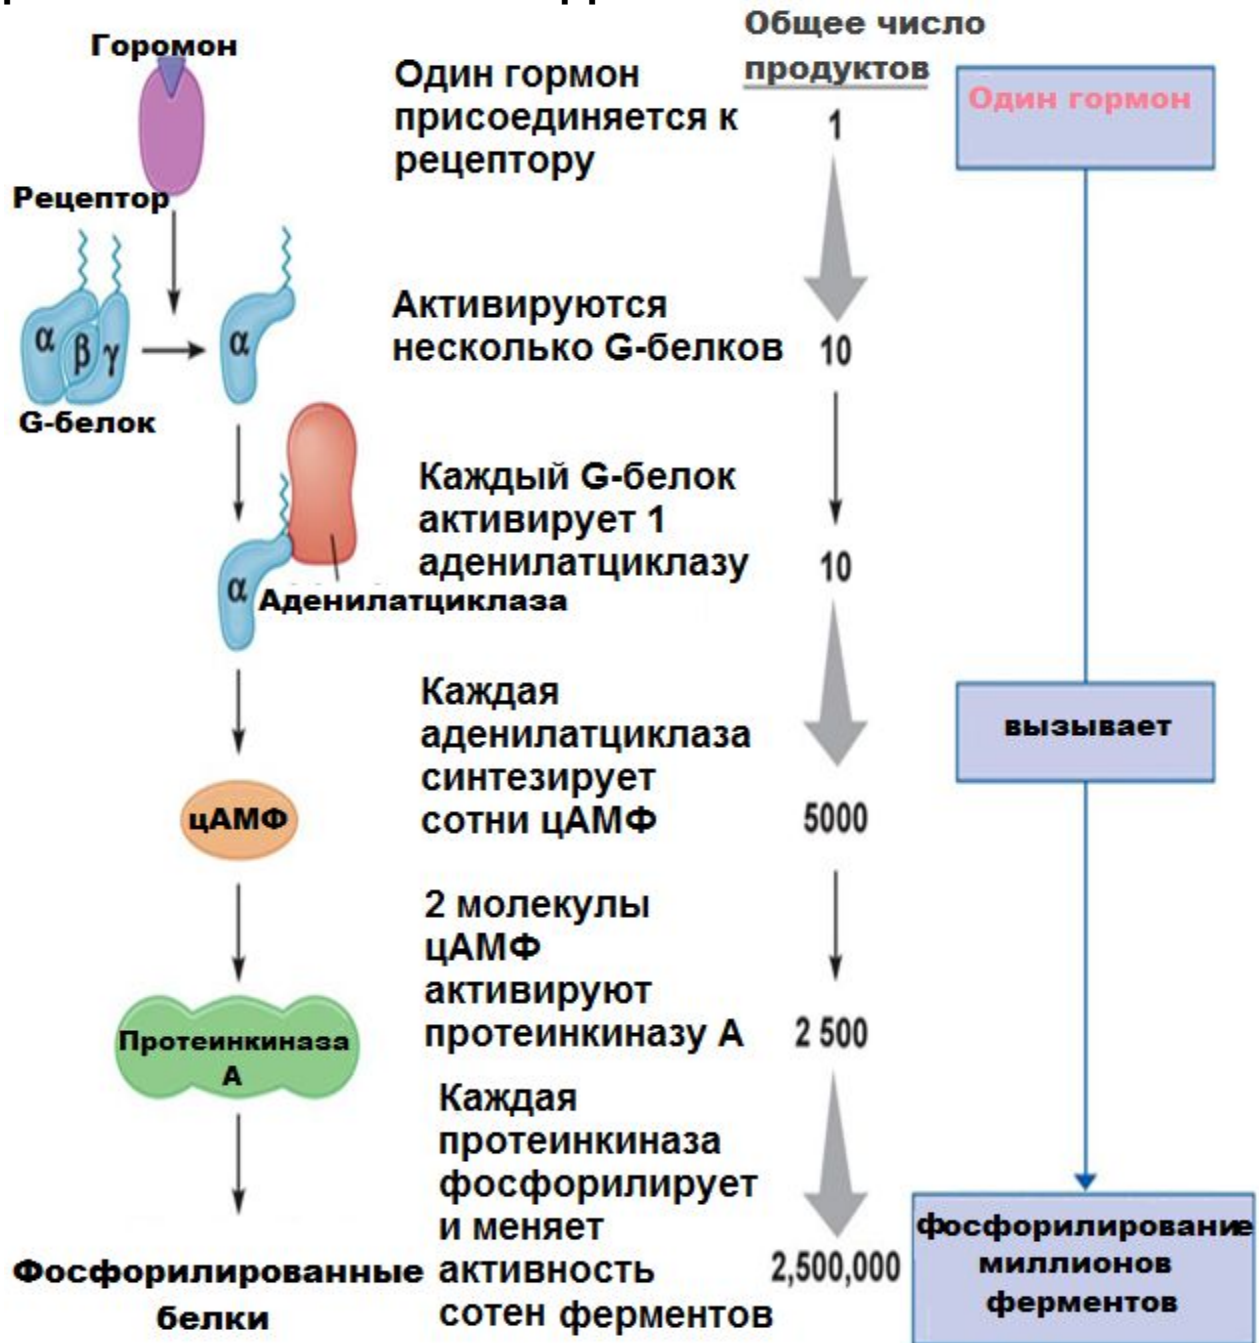 Горомон
Рецептор
α β γ
α
G-белок
α
Аденилатциклаза
цАМФ
Протеинкиназа
А
Фосфорилированные
белки
Один гормон
присоединяется к
рецептору
Активируются
несколько G-белков
Каждый G-белок
активирует 1
аденилатциклазу
Каждая
аденилатциклаза
синтезирует
сотни цАМФ
2 молекулы
цАМФ
активируют
протеинкиназу А
Каждая
протеинкиназа
фосфорилирует
и меняет
активность
сотен ферментов
Общее число
продуктов
1
10
10
5000
2 500
2,500,000
Один гормон
вызывает
фосфорилирование
миллионов
ферментов